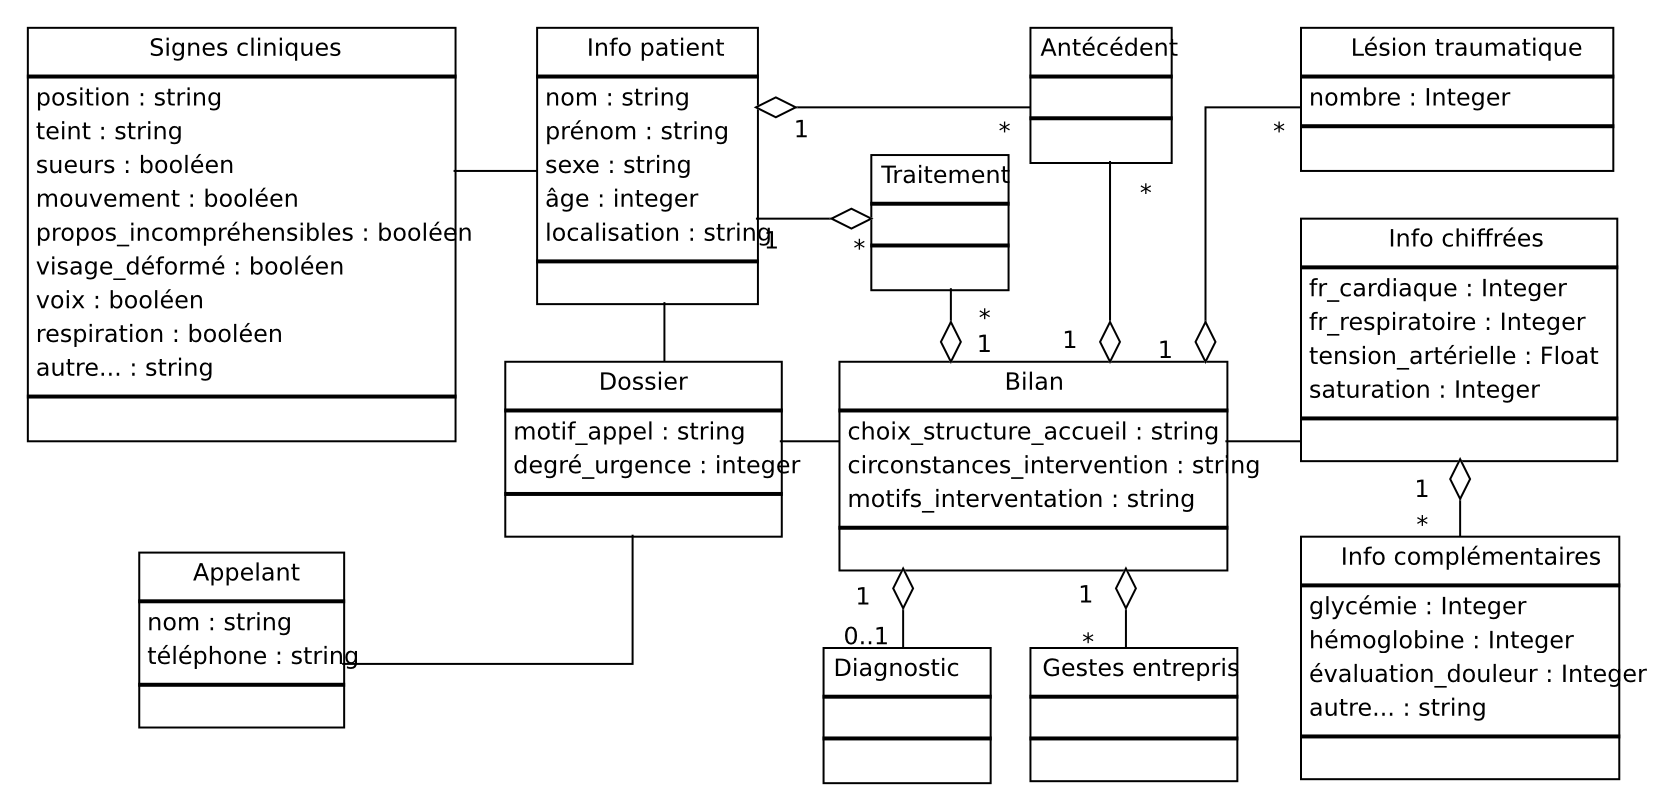 Signes cliniques
position : string
teint : string
sueurs : booléen
mouvement : booléen
propos_incompréhensibles : booléen
visage_déformé : booléen
voix : booléen
respiration : booléen
autre... : string
Info patient
nom : string
prénom : string
sexe : string
âge : integer
localisation : string
1
*
1
*
Antécédent
*
1
Traitement
*
1
Lésion traumatique
nombre : Integer
*
1
Info chiffrées
fr_cardiaque : Integer
fr_respiratoire : Integer
tension_artérielle : Float
saturation : Integer
Dossier
motif_appel : string
degré_urgence : integer
Bilan
choix_structure_accueil : string
circonstances_intervention : string
motifs_interventation : string
1
*
Appelant
nom : string
téléphone : string
1
0..1
Diagnostic
1
*
Gestes entrepris
Info complémentaires
glycémie : Integer
hémoglobine : Integer
évaluation_douleur : Integer
autre... : string